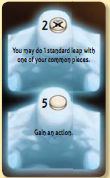 2
You may do 1 standard leap with
one of your common pieces.
5
Gain an action.